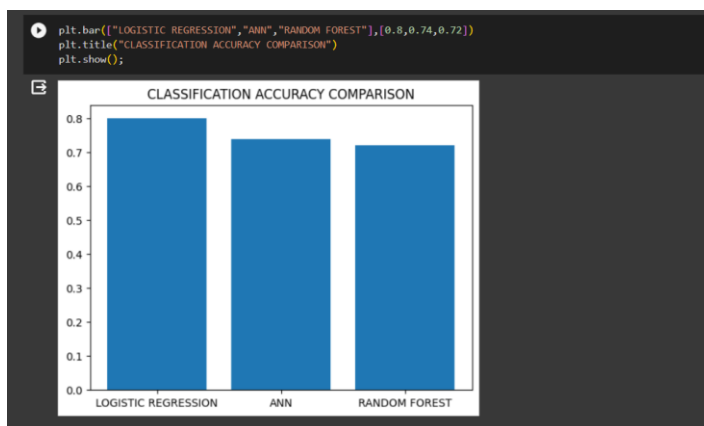 plt.bar(["LOGISTIC REGRESSION","ANN","RANDOM FOREST"],[0.8,0.74,0.72])
plt.title("CLASSIFICATION ACCURACY COMPARISON")
plt.show();
CLASSIFICATION ACCURACY COMPARISON
0.8
0.7
0.6
0.5
0.4
0.3
0.2
0.1
0.0
LOGISTIC REGRESSION ANN RANDOM FOREST